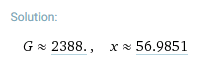 Solution:
G ≈ 2388. , x ≈ 56.9851